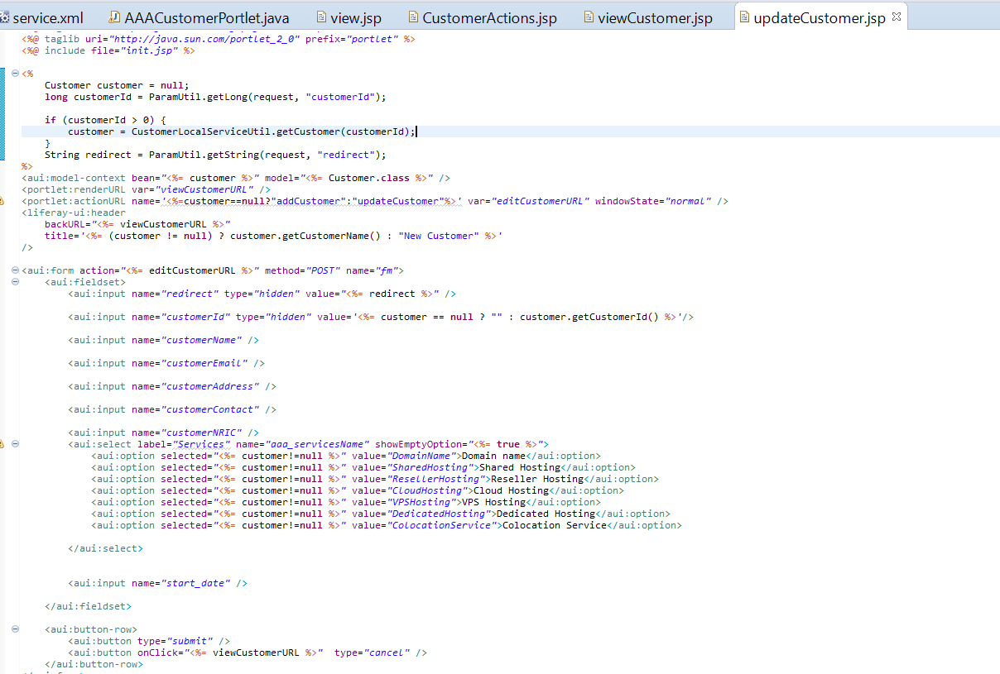 service.xml AAACustomerPortlet.java view.jsp CustomerActions.jsp viewCustomer.jsp updateCustomer.jsp
<%@ taglib uri="http://java.sun.com/portlet_2_0" prefix="portlet" %>
<%@ include file="init.jsp" %>
<%
Customer customer = null;
long customerId = ParamUtil.getLong(request, "customerId");
if (customerId > 0) {
customer = CustomerLocalServiceUtil.getCustomer(customerId);
}
String redirect = ParamUtil.getString(request, "redirect");
%>
<aui:model-context bean="<%= customer %>" model="<%= Customer.class %>" />
<portlet:renderURL var="viewCustomerURL" />
<portlet:actionURL name='<%=customer==null?"addCustomer":"updateCustomer"%>' var="editCustomerURL" windowState="normal" />
<liferay-ui:header
backURL="<%= viewCustomerURL %>"
title='<%= (customer != null) ? customer.getCustomerName() : "New Customer" %>'
/>
<aui:form action="<%= editCustomerURL %>" method="POST" name="fm">
<aui:fieldset>
<aui:input name="redirect" type="hidden" value="<%= redirect %>" />
<aui:input name="customerId" type="hidden" value='<%= customer == null ? "" : customer.getCustomerId() %>'/>
<aui:input name="customerName" />
<aui:input name="customerEmail" />
<aui:input name="customerAddress" />
<aui:input name="customerContact" />
<aui:input name="customerNRIC" />
<aui:select label="Services" name="aaa_servicesName" showEmptyOption="<%= true %>">
<aui:option selected="<%= customer!=null %>" value="DomainName">Domain name</aui:option>
<aui:option selected="<%= customer!=null %>" value="SharedHosting">Shared Hosting</aui:option>
<aui:option selected="<%= customer!=null %>" value="ResellerHosting">Reseller Hosting</aui:option>
<aui:option selected="<%= customer!=null %>" value="CloudHosting">Cloud Hosting</aui:option>
<aui:option selected="<%= customer!=null %>" value="VPSHosting">VPS Hosting</aui:option>
<aui:option selected="<%= customer!=null %>" value="DedicatedHosting">Dedicated Hosting</aui:option>
<aui:option selected="<%= customer!=null %>" value="ColocationService">Colocation Service</aui:option>
</aui:select>
<aui:input name="start_date" />
</aui:fieldset>
<aui:button-row>
<aui:button type="submit" />
<aui:button onClick="<%= viewCustomerURL %>" type="cancel" />
</aui:button-row>